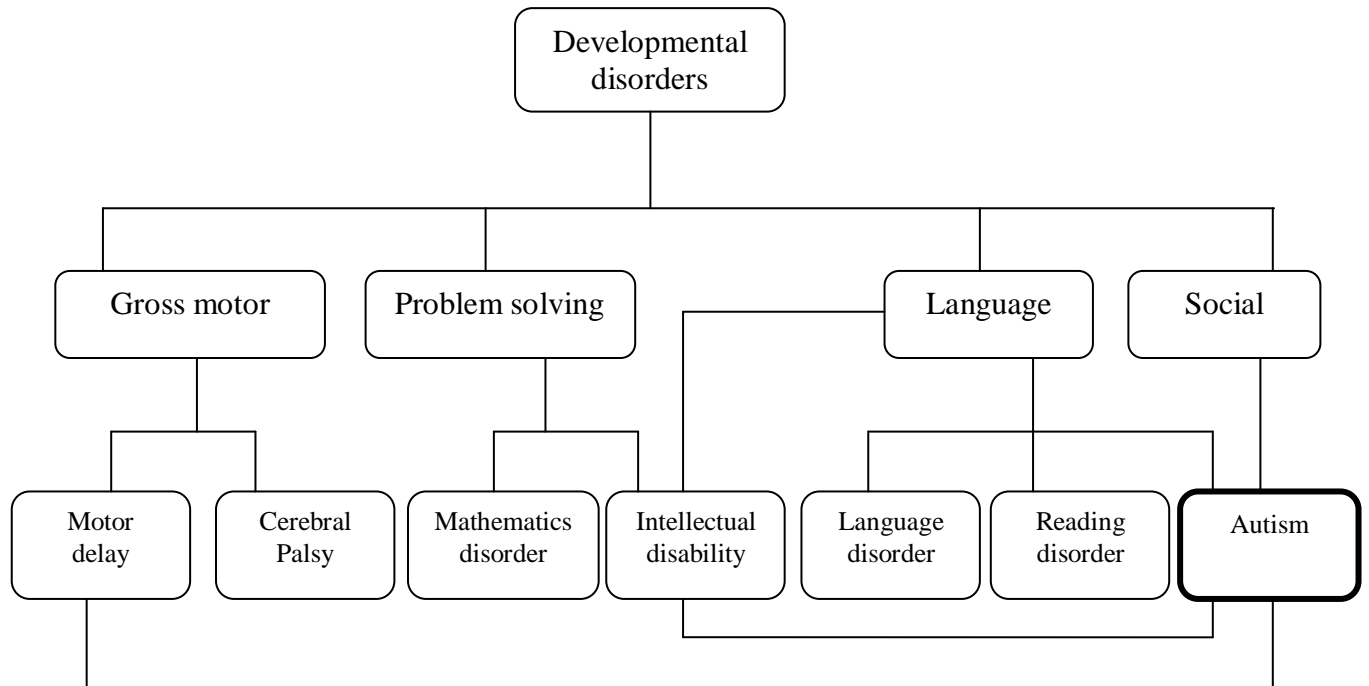 Developmental
disorders
Gross motor
Problem solving
Language
Social
Motor
delay
Cerebral
Palsy
Mathematics
disorder
Intellectual
disability
Language
disorder
Reading
disorder
Autism